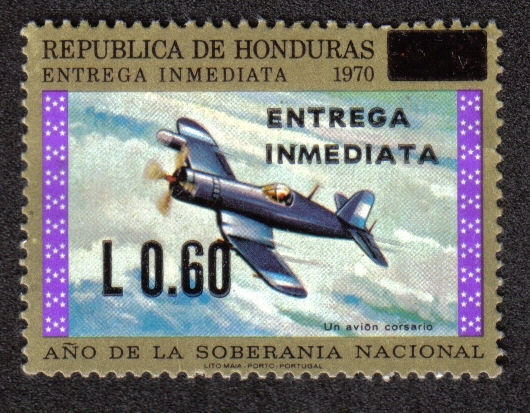 REPUBLICA DE HONDURAS
ENTREGA INMEDIATA 1970
ENTREGA
INMEDIATA
L 0.60
Un avión corsario
AÑO DE LA SOBERANIA NACIONAL
LITO MAIA - PORTO - PORTUGAL